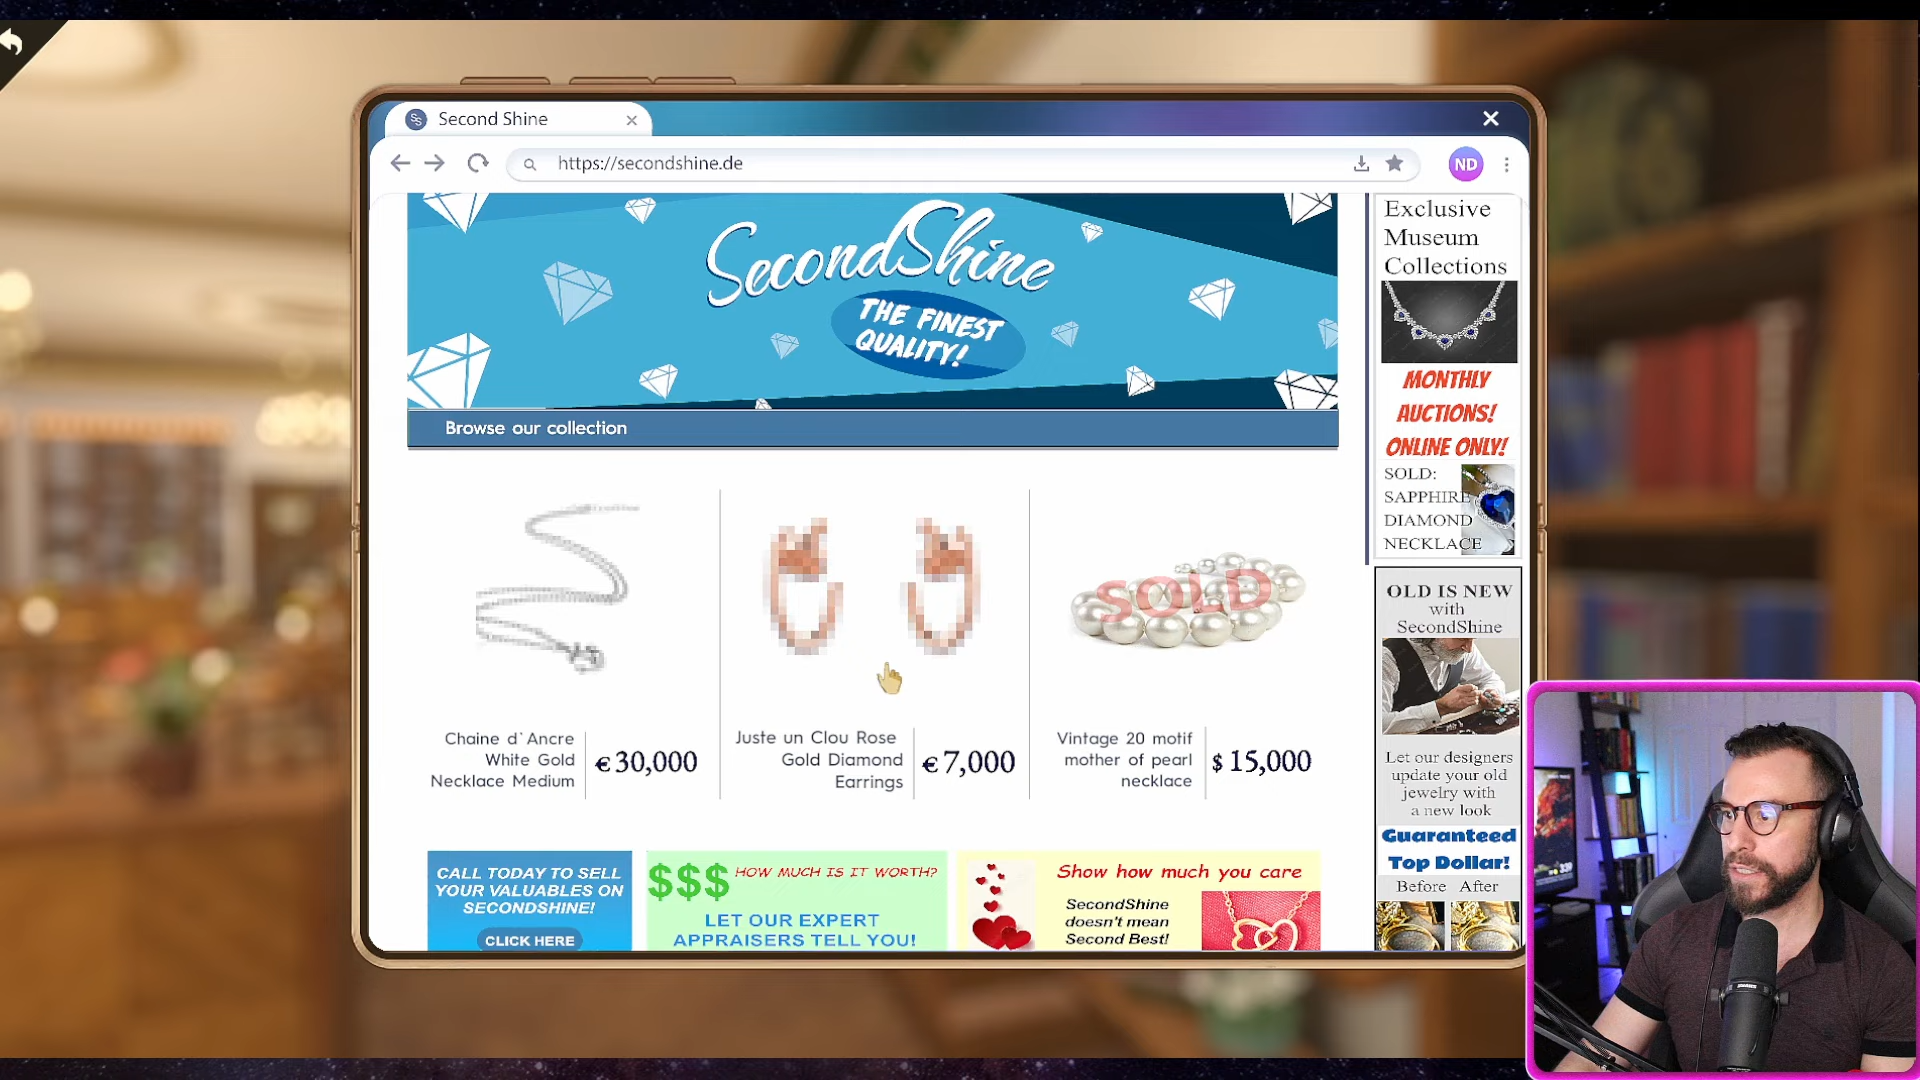 Second Shine
https://secondshine.de
ND
SecondShine
THE FINEST
QUALITY!
Browse our collection
Chaine d'Ancre
White Gold
Necklace Medium
€30,000
Juste un Clou Rose
Gold Diamond
Earrings
€7,000
SOLD
Vintage 20 motif
mother of pearl
necklace
$15,000
CALL TODAY TO SELL
YOUR VALUABLES ON
SECONDSHINE!
CLICK HERE
$$$ HOW MUCH IS IT WORTH?
LET OUR EXPERT
APPRAISERS TELL YOU!
Show how much you care
SecondShine
doesn't mean
Second Best!
Exclusive
Museum
Collections
MONTHLY
AUCTIONS!
ONLINE ONLY!
SOLD:
SAPPHIRE
DIAMOND
NECKLACE
OLD IS NEW
with
SecondShine
Let our designers
update your old
jewelry with
a new look
Guaranteed
Top Dollar!
Before After